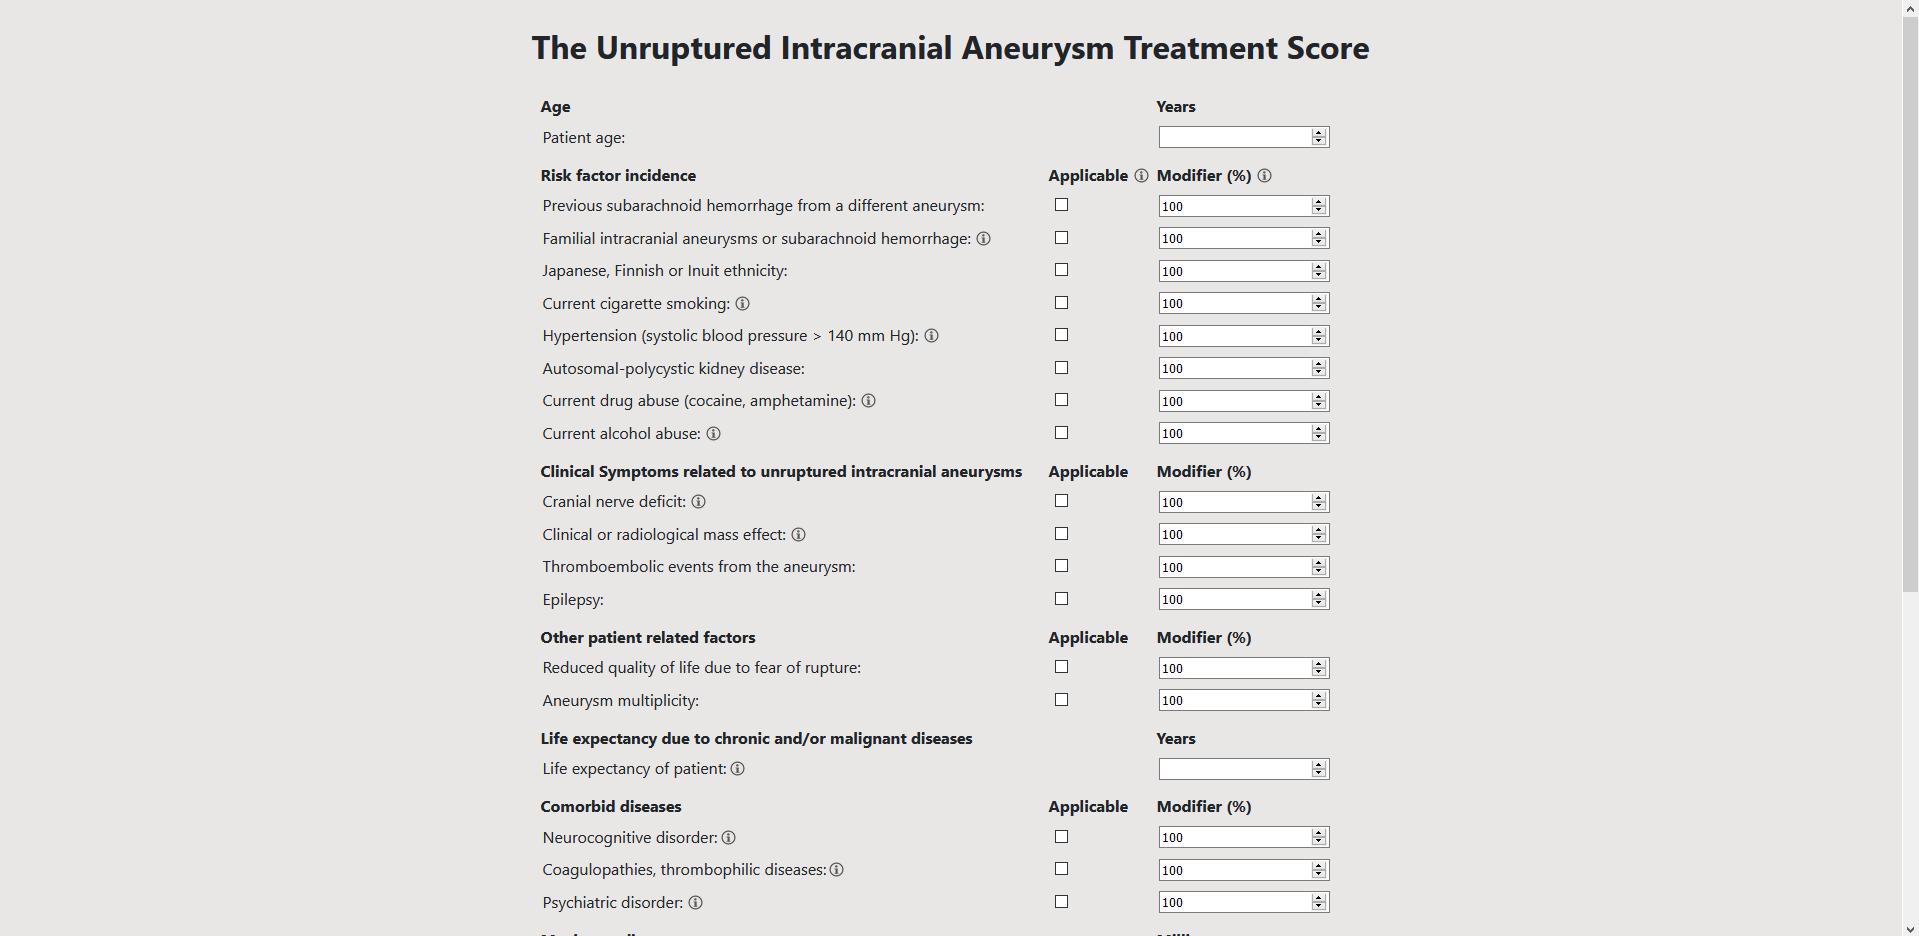 The Unruptured Intracranial Aneurysm Treatment Score
Age Years
Patient age:
Risk factor incidence Applicable Modifier (%)
Previous subarachnoid hemorrhage from a different aneurysm: 100
Familial intracranial aneurysms or subarachnoid hemorrhage: 100
Japanese, Finnish or Inuit ethnicity: 100
Current cigarette smoking: 100
Hypertension (systolic blood pressure > 140 mm Hg): 100
Autosomal-polycystic kidney disease: 100
Current drug abuse (cocaine, amphetamine): 100
Current alcohol abuse: 100
Clinical Symptoms related to unruptured intracranial aneurysms Applicable Modifier (%)
Cranial nerve deficit: 100
Clinical or radiological mass effect: 100
Thromboembolic events from the aneurysm: 100
Epilepsy: 100
Other patient related factors Applicable Modifier (%)
Reduced quality of life due to fear of rupture: 100
Aneurysm multiplicity: 100
Life expectancy due to chronic and/or malignant diseases Years
Life expectancy of patient:
Comorbid diseases Applicable Modifier (%)
Neurocognitive disorder: 100
Coagulopathies, thrombophilic diseases: 100
Psychiatric disorder: 100